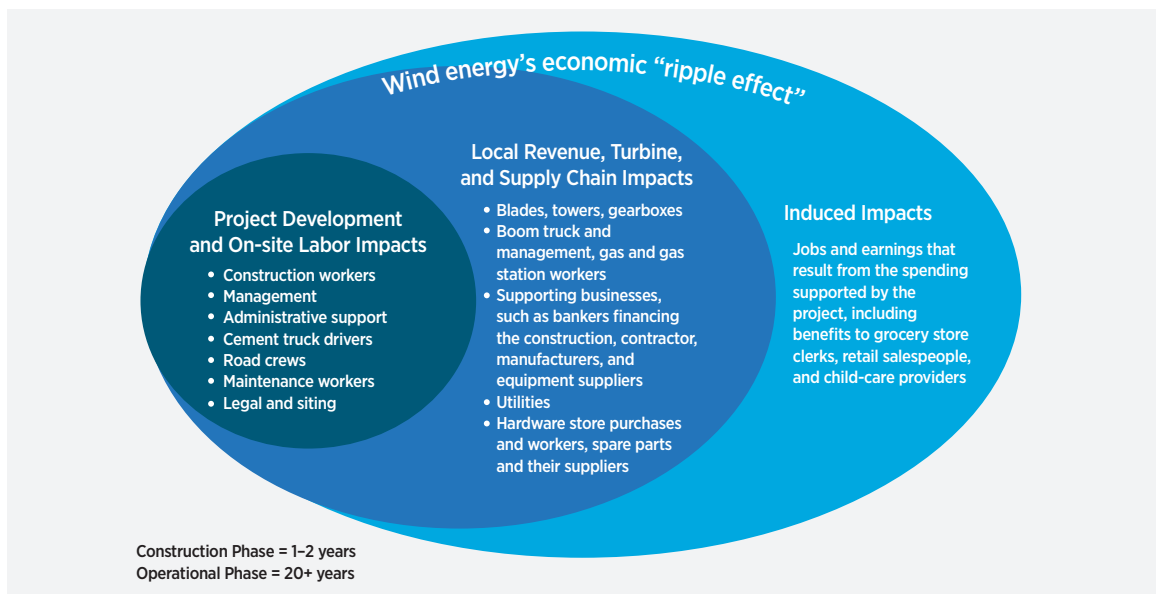 Wind energy's economic “ripple effect”
Project Development
and On-site Labor Impacts
• Construction workers
• Management
• Administrative support
• Cement truck drivers
• Road crews
• Maintenance workers
• Legal and siting
Local Revenue, Turbine,
and Supply Chain Impacts
• Blades, towers, gearboxes
• Boom truck and
management, gas and gas
station workers
• Supporting businesses,
such as bankers financing
the construction, contractor,
manufacturers, and
equipment suppliers
• Utilities
• Hardware store purchases
and workers, spare parts
and their suppliers
Induced Impacts
Jobs and earnings that
result from the spending
supported by the
project, including
benefits to grocery store
clerks, retail salespeople,
and child-care providers
Construction Phase = 1–2 years
Operational Phase = 20+ years